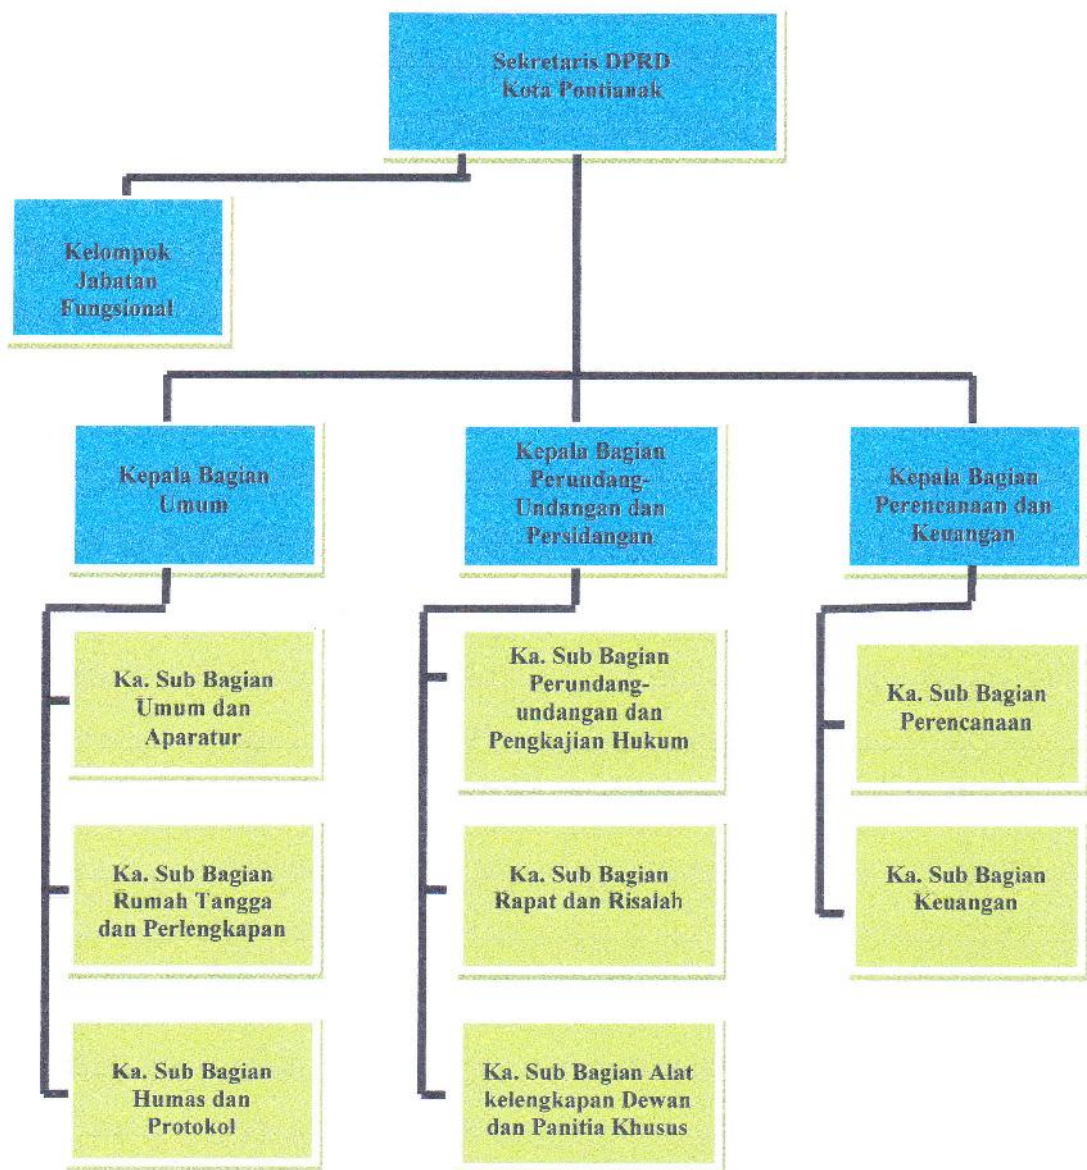 Sekretaris DPRD
Kota Pontianak
Kelompok
Jabatan
Fungsional
Kepala Bagian
Umum
Kepala Bagian
Perundang-
Undangan dan
Persidangan
Kepala Bagian
Perencanaan dan
Keuangan
Ka. Sub Bagian
Umum dan
Aparatur
Ka. Sub Bagian
Perundang-
undangan dan
Pengkajian Hukum
Ka. Sub Bagian
Perencanaan
Ka. Sub Bagian
Rumah Tangga
dan Perlengkapan
Ka. Sub Bagian
Rapat dan Risalah
Ka. Sub Bagian
Keuangan
Ka. Sub Bagian
Humas dan
Protokol
Ka. Sub Bagian Alat
kelengkapan Dewan
dan Panitia Khusus